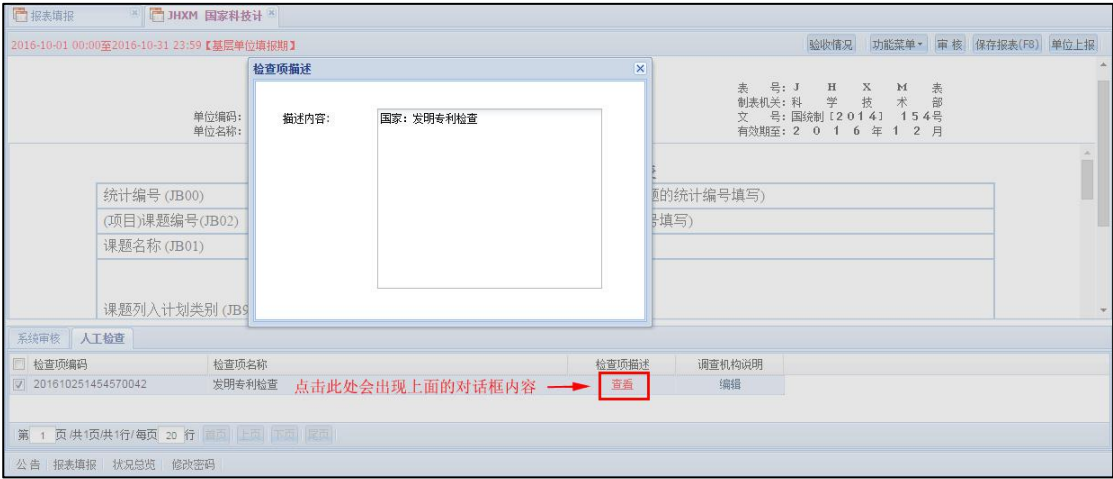 报表填报 JHXM 国家科技计
2016-10-01 00:00至2016-10-31 23:59【基层单位填报期】 验收情况 功能菜单 审 核 保存报表(F8) 单位上报
检查项描述
描述内容: 国家: 发明专利检查
表 号: J H X M 表
制表机关: 科 学 技 术 部
文 号: 国统制[2014] 154号
有效期至: 2 0 1 6 年 1 2 月
单位编码:
单位名称:
统计编号 (JB00) 题的统计编号填写)
(项目)课题编号(JB02) 号填写)
课题名称 (JB01)
课题列入计划类别 (JB9
系统审核 人工检查
检查项编码 检查项名称 检查项描述 调查机构说明
201610251454570042 发明专利检查 点击此处会出现上面的对话框内容 查看 编辑
第 1 页/共1页/共1行/每页 20 行 首页 上页 下页 尾页
公 告 报表填报 状况总览 修改密码